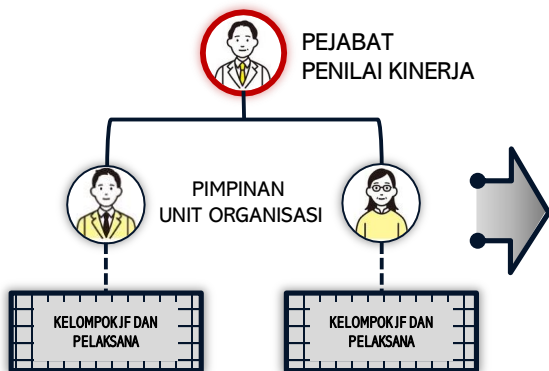 PEJABAT
PENILAI KINERJA
PIMPINAN
UNIT ORGANISASI
KELOMPOK JF DAN
PELAKSANA
KELOMPOK JF DAN
PELAKSANA